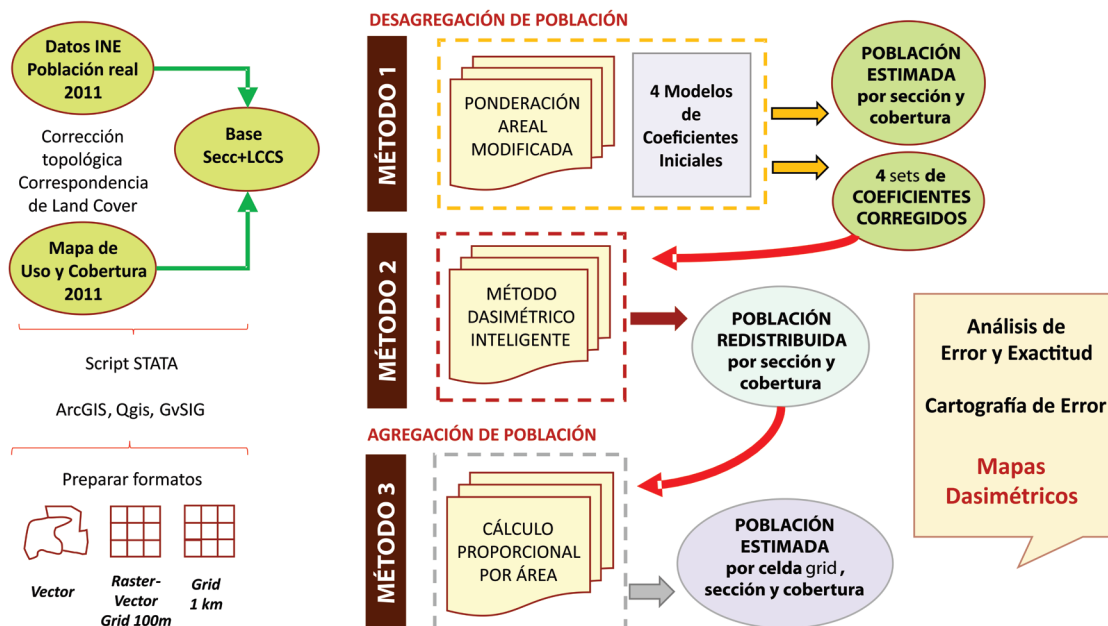 Datos INE
Población real
2011
Corrección
topológica
Correspondencia
de Land Cover
Mapa de
Uso y Cobertura
2011
Base
Secc+LCCS
Script STATA
ArcGIS, Qgis, GvSIG
Preparar formatos
Vector
Raster-
Vector
Grid 100m
Grid
1 km
DESAGREGACIÓN DE POBLACIÓN
MÉTODO 1
PONDERACIÓN
AREAL
MODIFICADA
4 Modelos
de
Coeficientes
Iniciales
POBLACIÓN
ESTIMADA
por sección y
cobertura
4 sets de
COEFICIENTES
CORREGIDOS
MÉTODO 2
MÉTODO
DASIMÉTRICO
INTELIGENTE
POBLACIÓN
REDISTRIBUIDA
por sección y
cobertura
AGREGACIÓN DE POBLACIÓN
MÉTODO 3
CÁLCULO
PROPORCIONAL
POR ÁREA
POBLACIÓN
ESTIMADA
por celda grid ,
sección y cobertura
Análisis de
Error y Exactitud
Cartografía de Error
Mapas
Dasimétricos